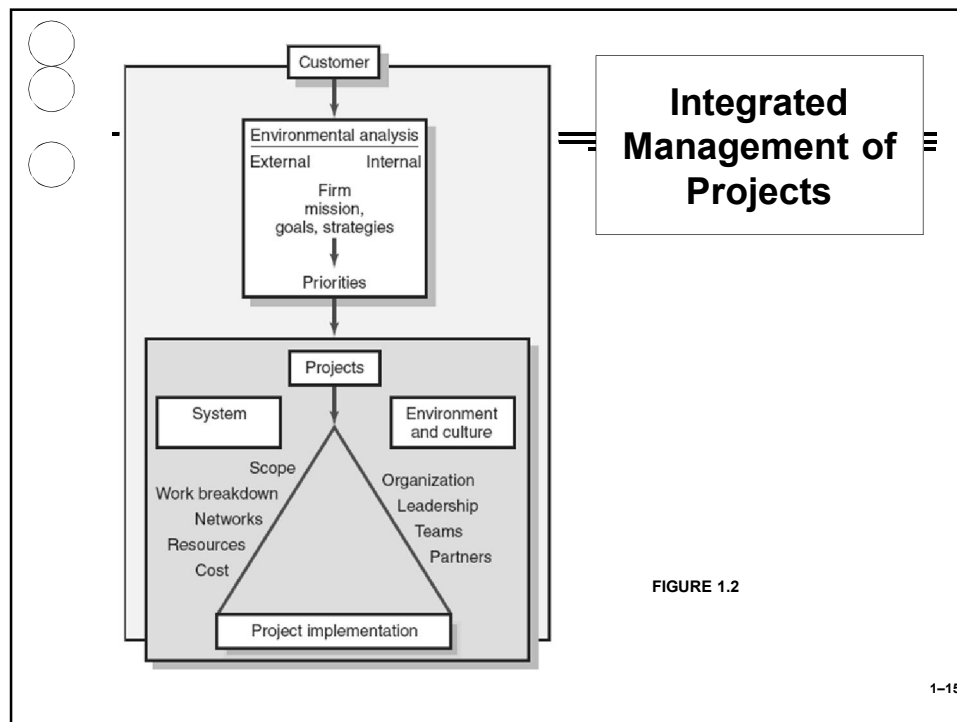 Integrated
Management of
Projects
Customer
Environmental analysis
External Internal
Firm
mission,
goals, strategies
Priorities
Projects
System
Environment
and culture
Scope
Work breakdown
Networks
Resources
Cost
Organization
Leadership
Teams
Partners
Project implementation
FIGURE 1.2
1–15